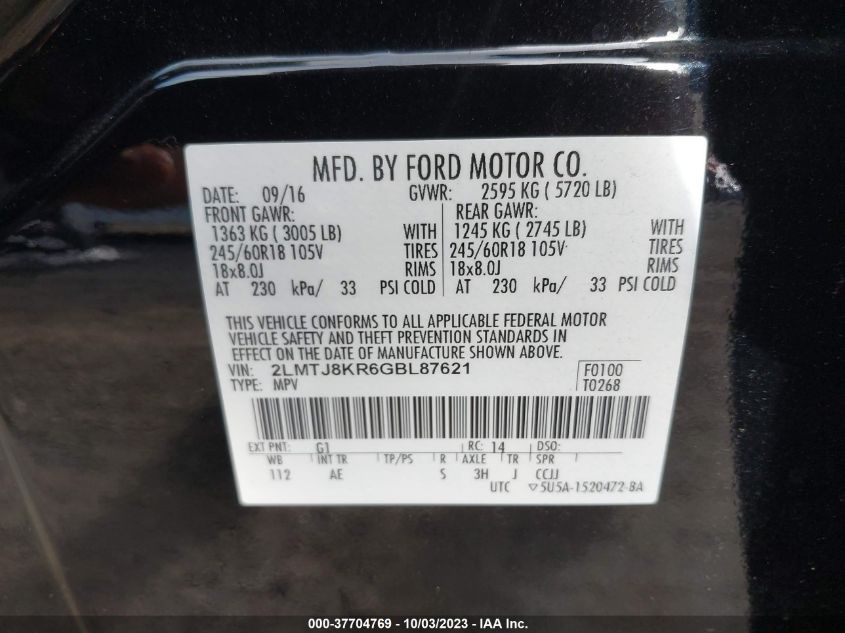 MFD. BY FORD MOTOR CO.
DATE: 09/16 GVWR: 2595 KG ( 5720 LB)
FRONT GAWR: REAR GAWR:
1363 KG ( 3005 LB) WITH 1245 KG ( 2745 LB) WITH
245/60R18 105V TIRES 245/60R18 105V TIRES
18x8.0J RIMS 18x8.0J RIMS
AT 230 kPa/ 33 PSI COLD AT 230 kPa/ 33 PSI COLD
THIS VEHICLE CONFORMS TO ALL APPLICABLE FEDERAL MOTOR
VEHICLE SAFETY AND THEFT PREVENTION STANDARDS IN
EFFECT ON THE DATE OF MANUFACTURE SHOWN ABOVE.
VIN: 2LMTJ8KR6GBL87621 F0100
TYPE: MPV T0268
EXT PNT: G1 RC: 14 DSO:
WB INT TR TP/PS R AXLE TR SPR
112 AE S 3H J CCJJ
UTC ▽5U5A-1520472-BA
000-37704769 - 10/03/2023 - IAA Inc.